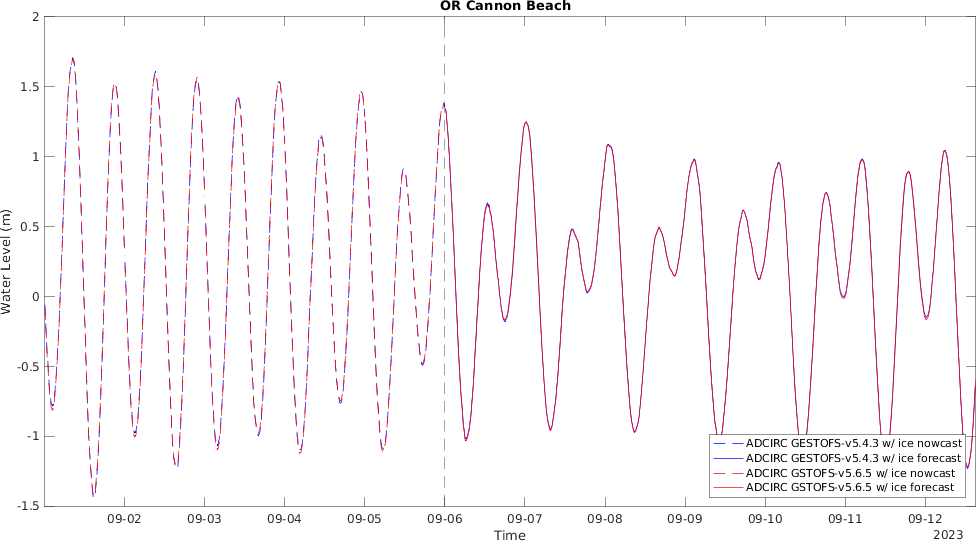 OR Cannon Beach
2
1.5
1
0.5
0
-0.5
-1
-1.5
Water Level (m)
ADCIRC GESTOFS-v5.4.3 w/ ice nowcast
ADCIRC GESTOFS-v5.4.3 w/ ice forecast
ADCIRC GSTOFS-v5.6.5 w/ ice nowcast
ADCIRC GSTOFS-v5.6.5 w/ ice forecast
09-02 09-03 09-04 09-05 09-06 09-07 09-08 09-09 09-10 09-11 09-12
Time
2023